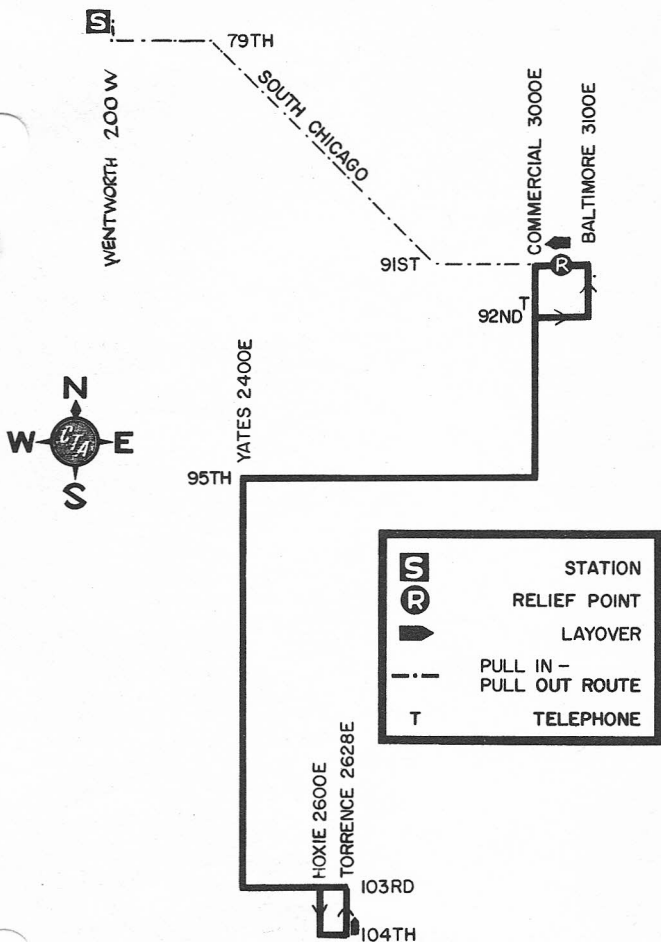 S
79TH
WENTWORTH 200 W
SOUTH CHICAGO
COMMERCIAL 3000E
BALTIMORE 3100E
91ST
R
T
92ND
N
W CTA E
S
YATES 2400E
95TH
S STATION
R RELIEF POINT
LAYOVER
PULL IN –
PULL OUT ROUTE
T TELEPHONE
HOXIE 2600E
TORRENCE 2628E
103RD
104TH